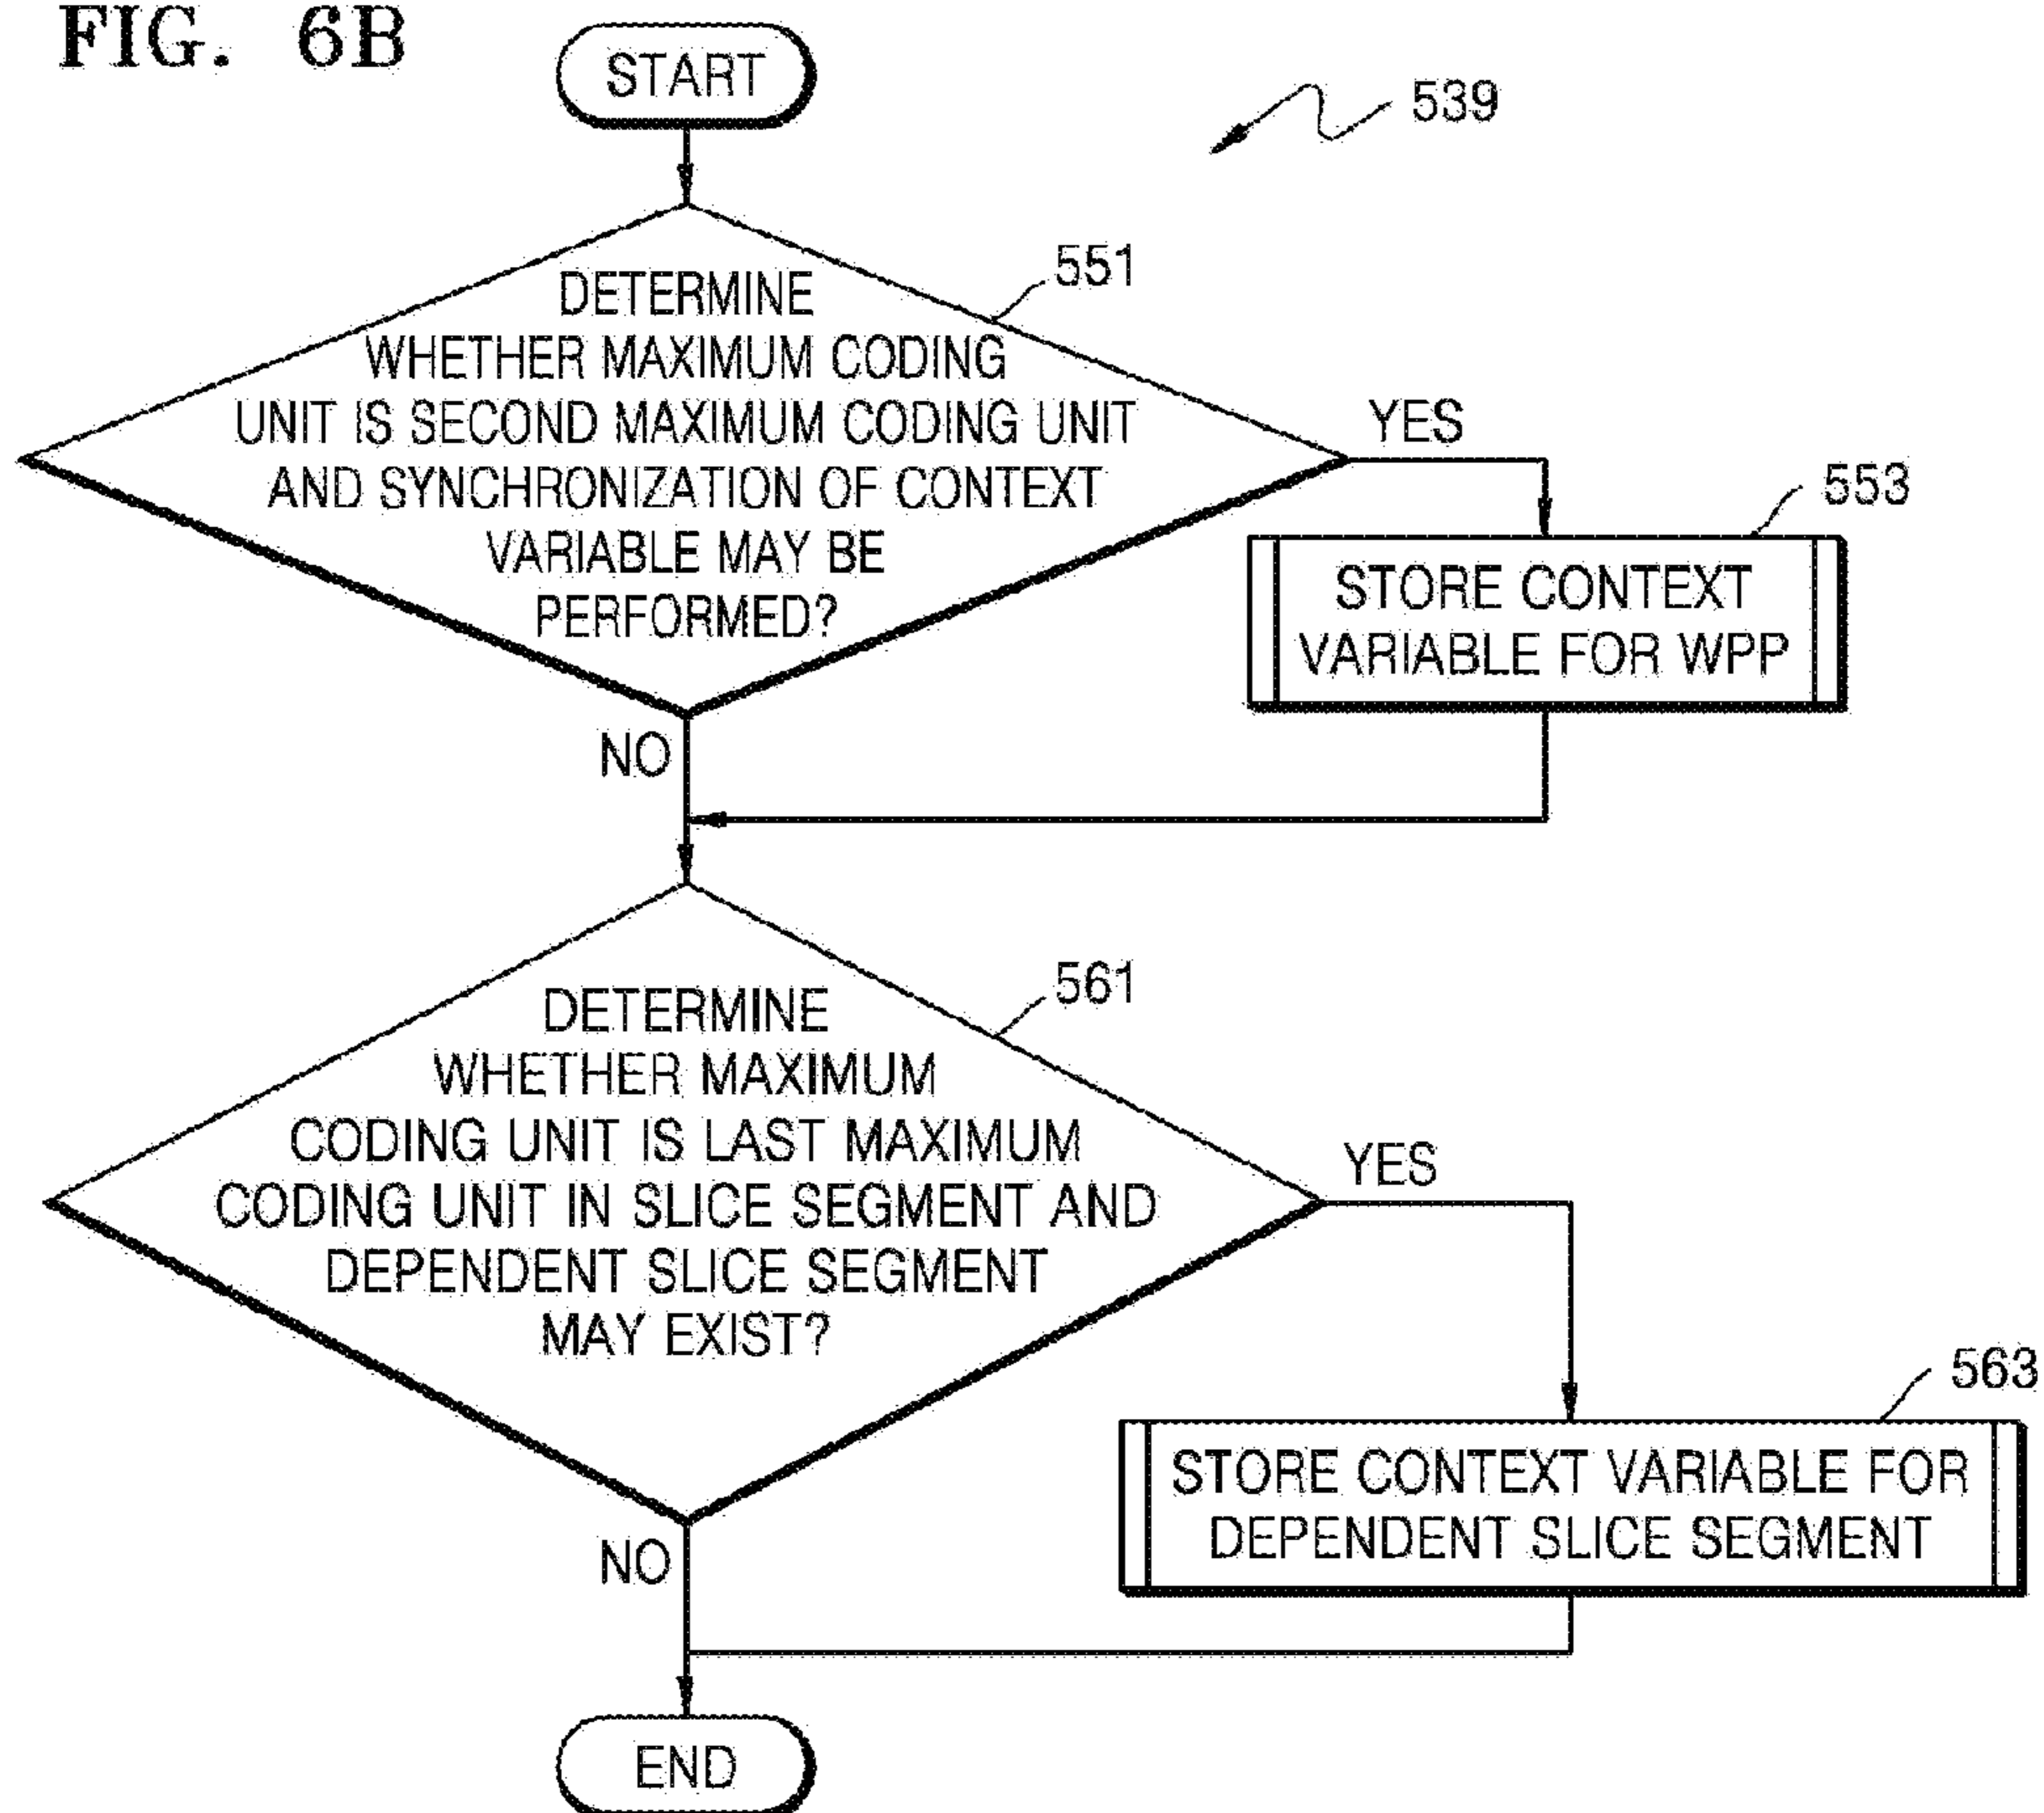 FIG. 6B
START
539
551
DETERMINE
WHETHER MAXIMUM CODING
UNIT IS SECOND MAXIMUM CODING UNIT
AND SYNCHRONIZATION OF CONTEXT
VARIABLE MAY BE
PERFORMED?
YES
553
STORE CONTEXT
VARIABLE FOR WPP
NO
561
DETERMINE
WHETHER MAXIMUM
CODING UNIT IS LAST MAXIMUM
CODING UNIT IN SLICE SEGMENT AND
DEPENDENT SLICE SEGMENT
MAY EXIST?
YES
563
STORE CONTEXT VARIABLE FOR
DEPENDENT SLICE SEGMENT
NO
END